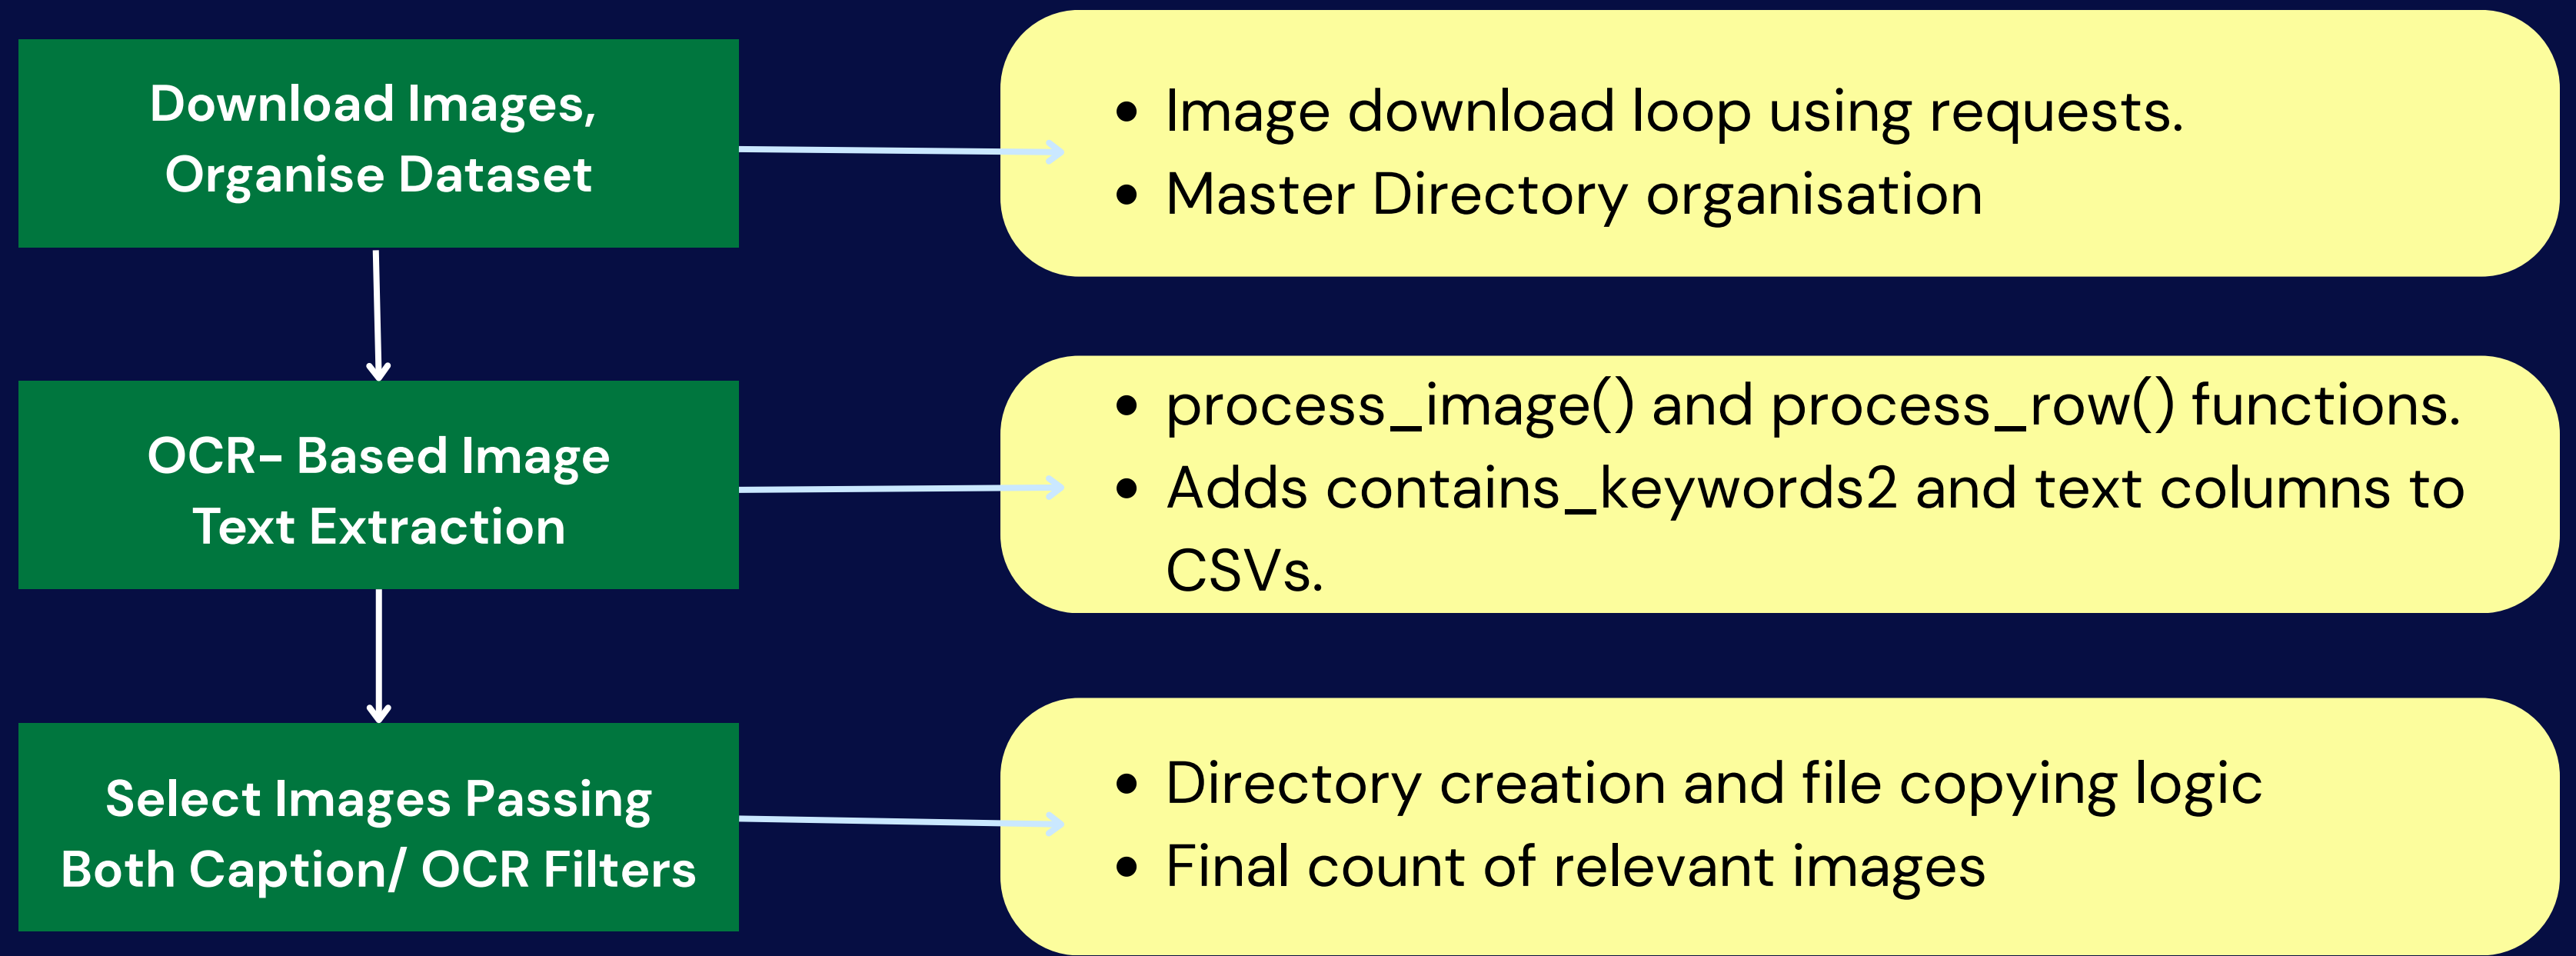 Download Images,
Organise Dataset
• Image download loop using requests.
• Master Directory organisation
OCR- Based Image
Text Extraction
• process_image() and process_row() functions.
• Adds contains_keywords2 and text columns to
CSVs.
Select Images Passing
Both Caption/ OCR Filters
• Directory creation and file copying logic
• Final count of relevant images